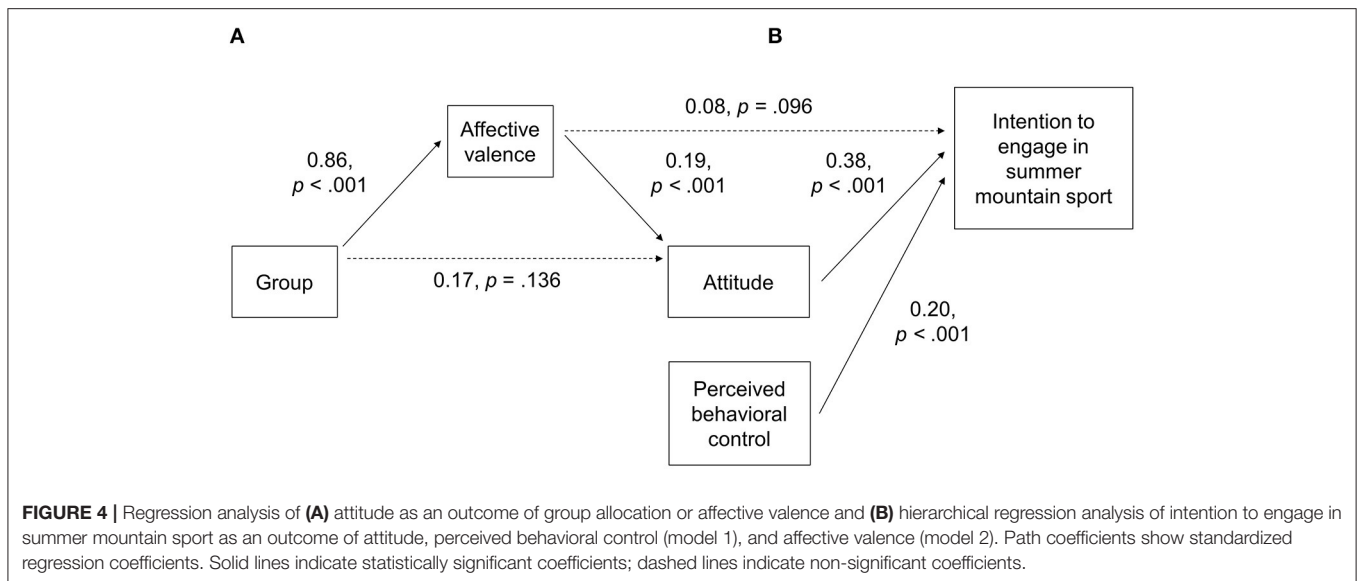 A
B
Affective
valence
0.08, p = .096
Intention to
engage in
summer
mountain sport
0.86,
p < .001
0.19,
p < .001
0.38,
p < .001
Group
0.17, p = .136
Attitude
0.20,
p < .001
Perceived
behavioral
control
FIGURE 4 | Regression analysis of (A) attitude as an outcome of group allocation or affective valence and (B) hierarchical regression analysis of intention to engage in
summer mountain sport as an outcome of attitude, perceived behavioral control (model 1), and affective valence (model 2). Path coefficients show standardized
regression coefficients. Solid lines indicate statistically significant coefficients; dashed lines indicate non-significant coefficients.